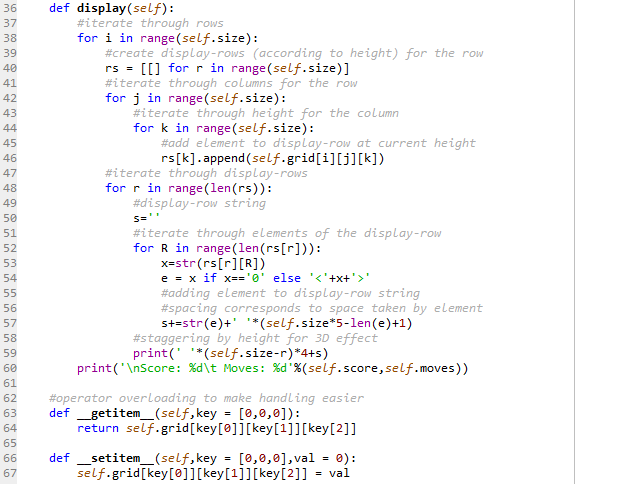 36 def display(self):
37 #iterate through rows
38 for i in range(self.size):
39 #create display-rows (according to height) for the row
40 rs = [[] for r in range(self.size)]
41 #iterate through columns for the row
42 for j in range(self.size):
43 #iterate through height for the column
44 for k in range(self.size):
45 #add element to display-row at current height
46 rs[k].append(self.grid[i][j][k])
47 #iterate through display-rows
48 for r in range(len(rs)):
49 #display-row string
50 s=''
51 #iterate through elements of the display-row
52 for R in range(len(rs[r])):
53 x=str(rs[r][R])
54 e = x if x=='0' else '<'+x+'>'
55 #adding element to display-row string
56 #spacing corresponds to space taken by element
57 s+=str(e)+' '*(self.size*5-len(e)+1)
58 #staggering by height for 3D effect
59 print(' '*(self.size-r)*4+s)
60 print('\nScore: %d\t Moves: %d'%(self.score,self.moves))
61
62 #operator overloading to make handling easier
63 def __getitem__(self,key = [0,0,0]):
64 return self.grid[key[0]][key[1]][key[2]]
65
66 def __setitem__(self,key = [0,0,0],val = 0):
67 self.grid[key[0]][key[1]][key[2]] = val